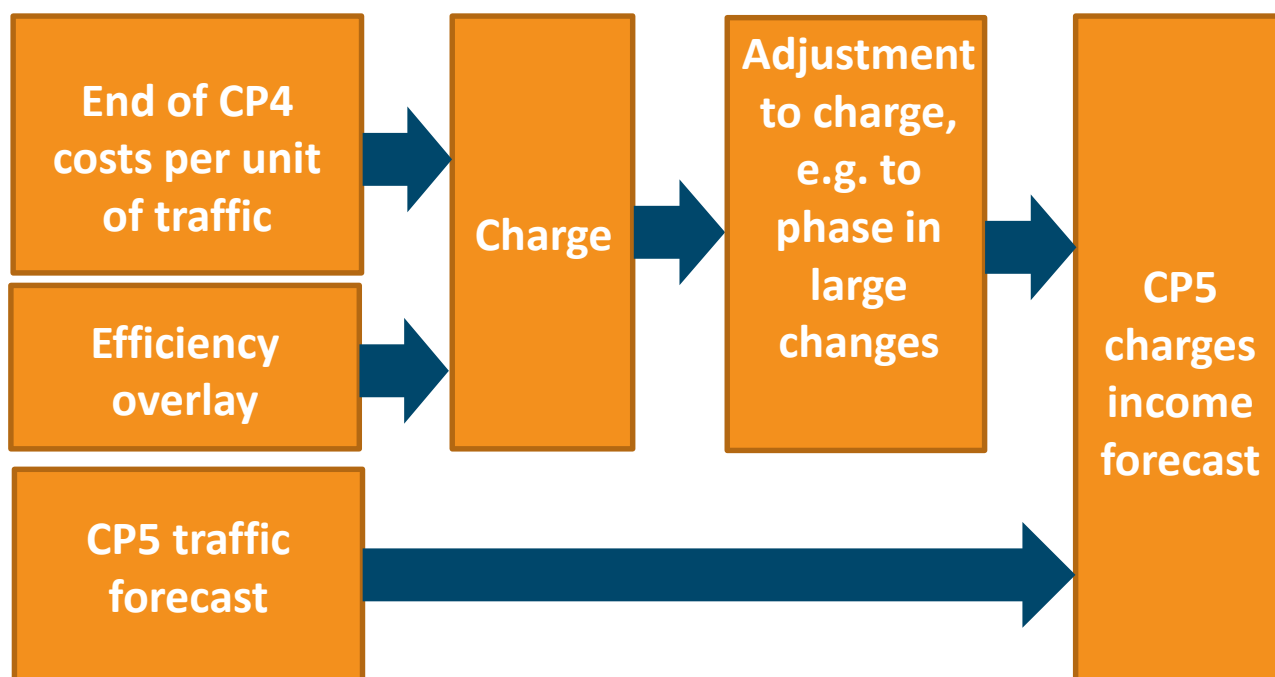 End of CP4
costs per unit
of traffic
Efficiency
overlay
CP5 traffic
forecast
Charge
Adjustment
to charge,
e.g. to
phase in
large
changes
CP5
charges
income
forecast